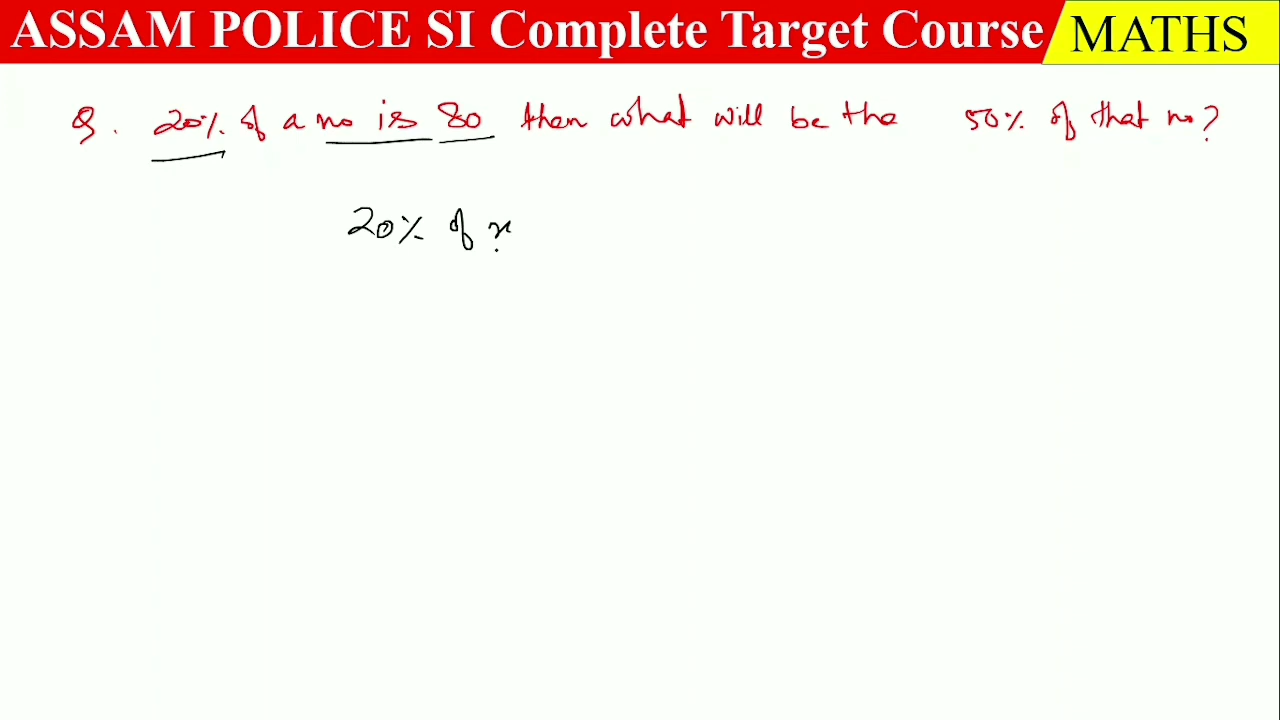 ASSAM POLICE SI Complete Target Course MATHS
Q. 20% of a no is 80 then what will be the 50% of that no?
20% of x